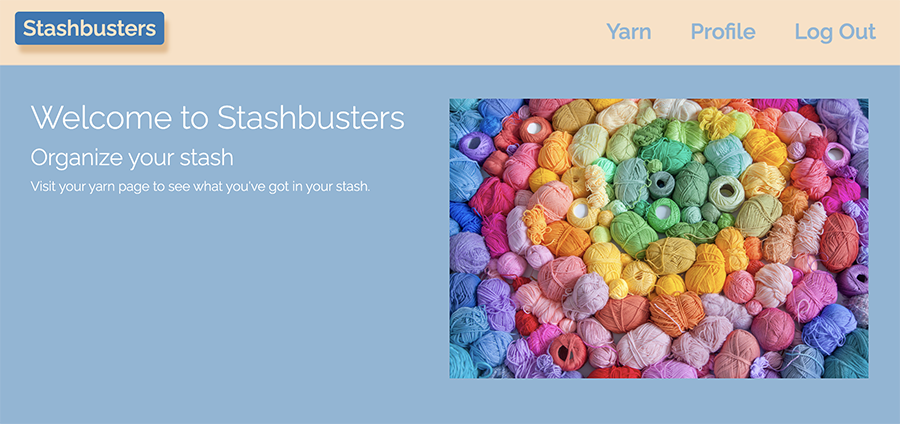 Stashbusters
Yarn Profile Log Out
Welcome to Stashbusters
Organize your stash
Visit your yarn page to see what you've got in your stash.